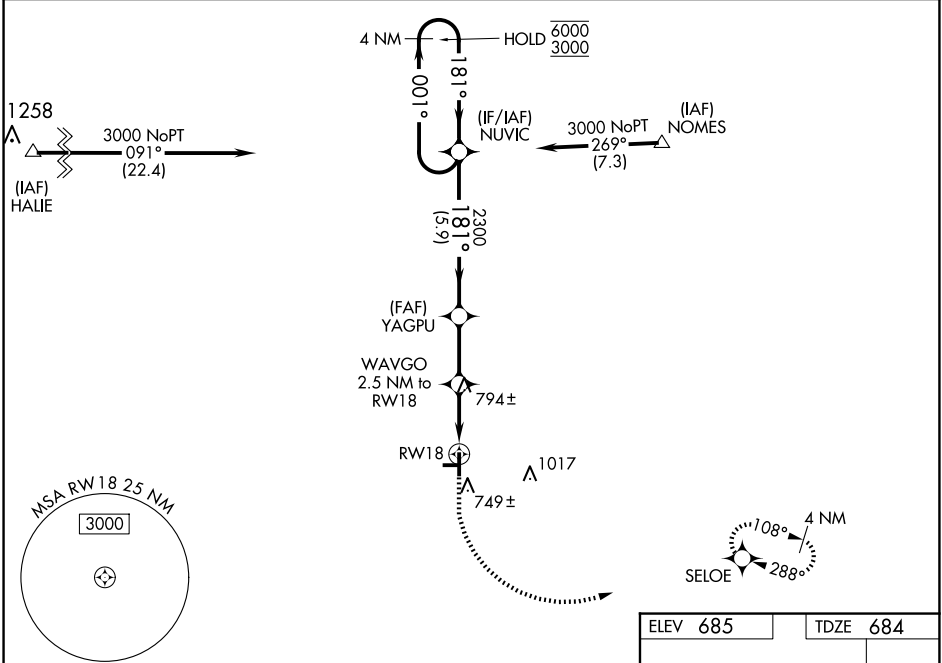 4 NM
HOLD 6000
3000
181°
001°
1258
(IAF)
HALIE
3000 NoPT
091°
(22.4)
(IF/IAF)
NUVIC
3000 NoPT
269°
(7.3)
(IAF)
NOMES
2300
181°
(5.9)
(FAF)
YAGPU
WAVGO
2.5 NM to
RW18
794±
RW18
1017
749±
MSA RW18 25 NM
3000
4 NM
108°
288°
SELOE
ELEV 685
TDZE 684